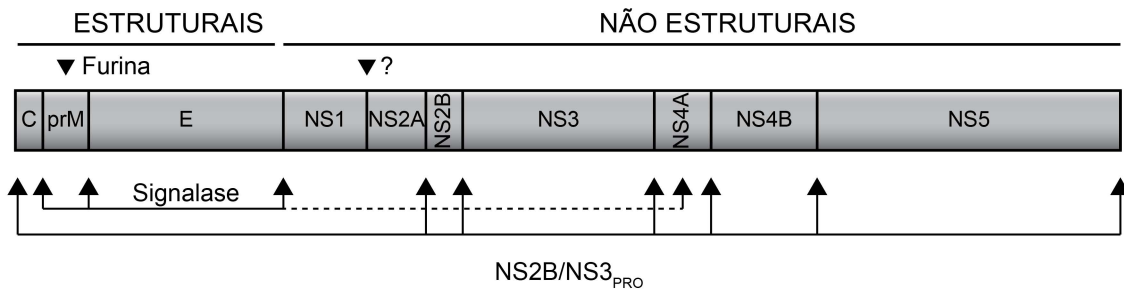 ESTRUTURAIS NÃO ESTRUTURAIS
▼ Furina ▼ ?
C prM E NS1 NS2A NS2B NS3 NS4A NS4B NS5
Signalase
NS2B/NS3PRO